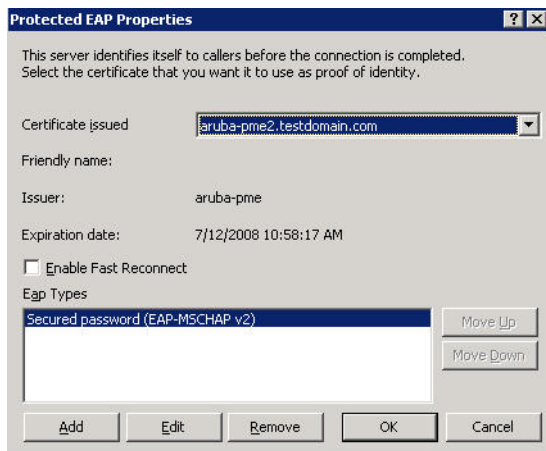 Protected EAP Properties
This server identifies itself to callers before the connection is completed.
Select the certificate that you want it to use as proof of identity.
Certificate issued aruba-pme2.testdomain.com
Friendly name:
Issuer: aruba-pme
Expiration date: 7/12/2008 10:58:17 AM
Enable Fast Reconnect
Eap Types
Secured password (EAP-MSCHAP v2)
Move Up
Move Down
Add Edit Remove OK Cancel